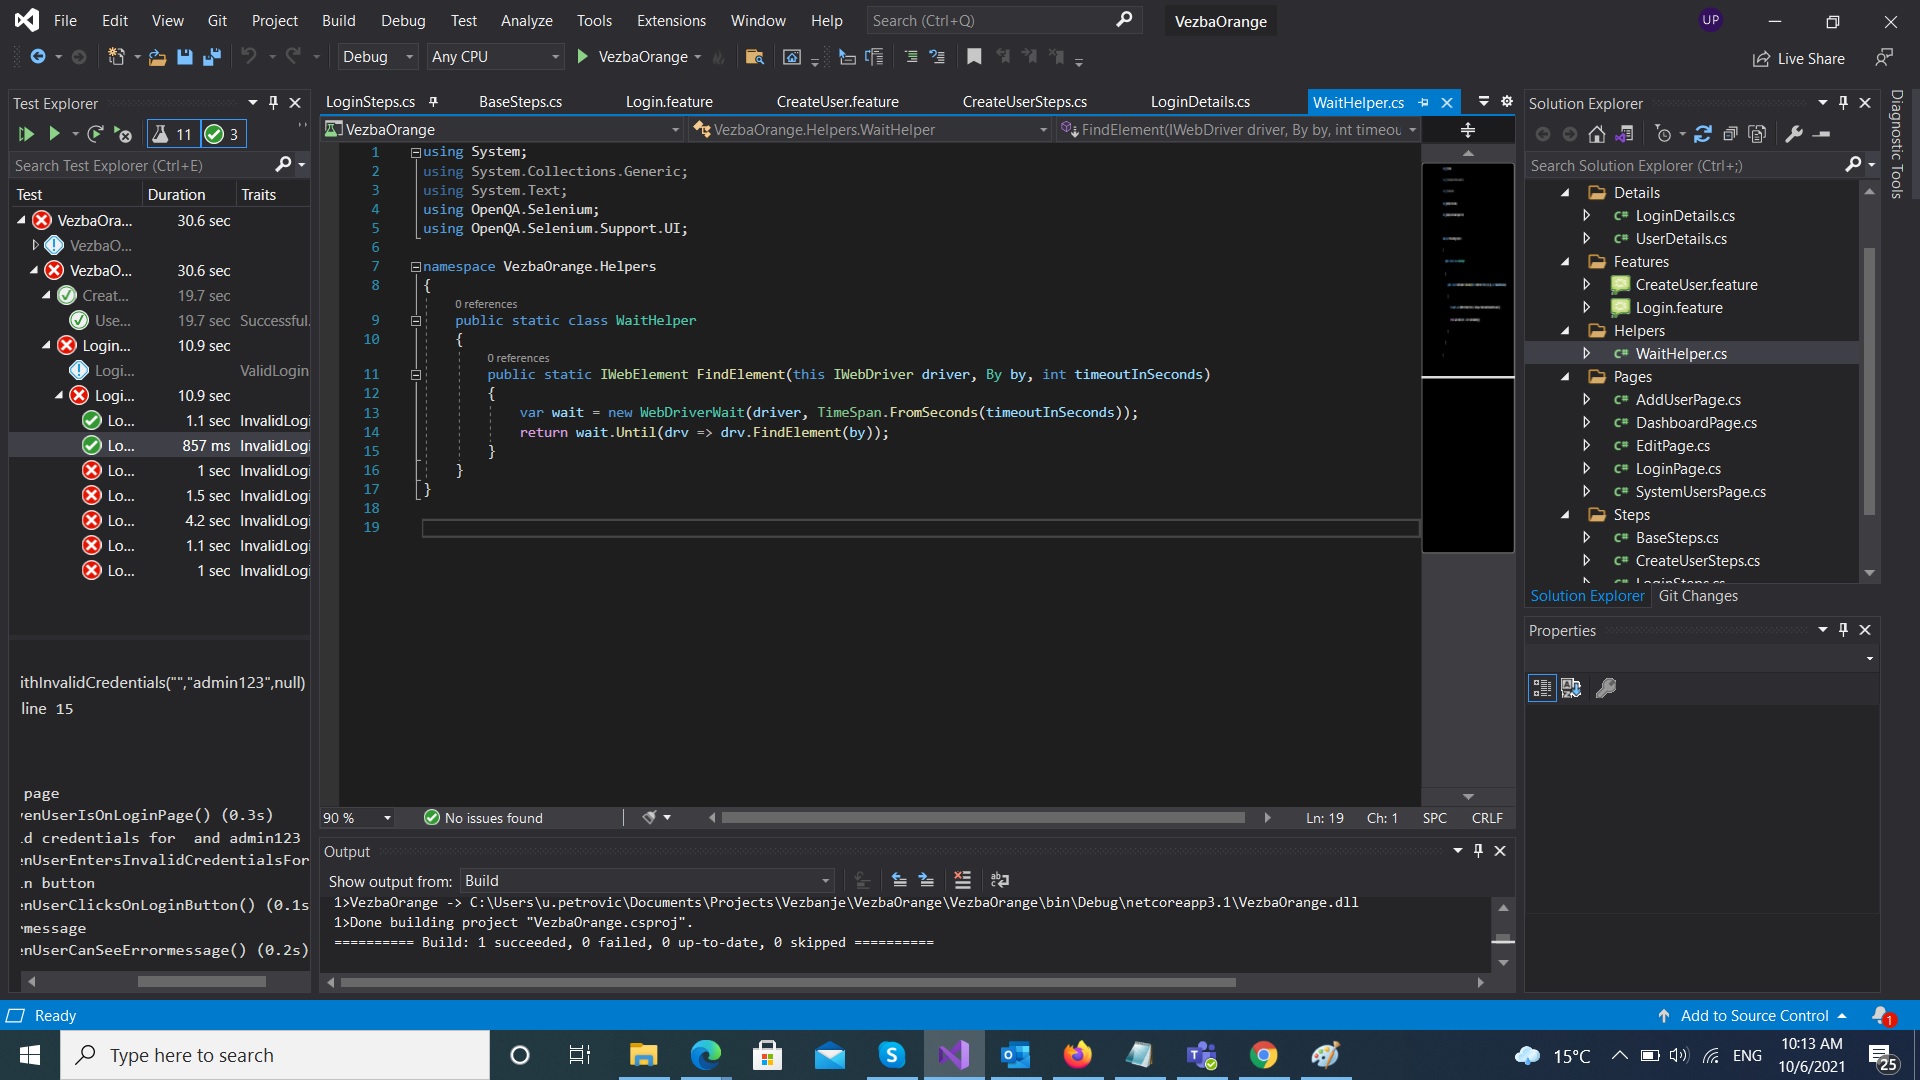 File Edit View Git Project Build Debug Test Analyze Tools Extensions Window Help Search (Ctrl+Q) VezbaOrange UP
Debug Any CPU VezbaOrange Live Share
Test Explorer
11 3
Search Test Explorer (Ctrl+E)
Test Duration Traits
VezbaOra... 30.6 sec
VezbaO...
VezbaO... 30.6 sec
Creat... 19.7 sec
Use... 19.7 sec Successful.
Login... 10.9 sec
Logi... ValidLogin
Logi... 10.9 sec
Lo... 1.1 sec InvalidLogi
Lo... 857 ms InvalidLogi
Lo... 1 sec InvalidLogi
Lo... 1.5 sec InvalidLogi
Lo... 4.2 sec InvalidLogi
Lo... 1.1 sec InvalidLogi
Lo... 1 sec InvalidLogi
ithInvalidCredentials("","admin123",null)
line 15
page
enUserIsOnLoginPage() (0.3s)
d credentials for  and admin123
enUserEntersInvalidCredentialsFor
n button
enUserClicksOnLoginButton() (0.1s
message
enUserCanSeeErrormessage() (0.2s)
LoginSteps.cs BaseSteps.cs Login.feature CreateUser.feature CreateUserSteps.cs LoginDetails.cs WaitHelper.cs
VezbaOrange VezbaOrange.Helpers.WaitHelper FindElement(IWebDriver driver, By by, int timeou
1 using System;
2 using System.Collections.Generic;
3 using System.Text;
4 using OpenQA.Selenium;
5 using OpenQA.Selenium.Support.UI;
6
7 namespace VezbaOrange.Helpers
8 {
0 references
9 public static class WaitHelper
10 {
0 references
11 public static IWebElement FindElement(this IWebDriver driver, By by, int timeoutInSeconds)
12 {
13 var wait = new WebDriverWait(driver, TimeSpan.FromSeconds(timeoutInSeconds));
14 return wait.Until(drv => drv.FindElement(by));
15 }
16 }
17 }
18
19
90 % No issues found Ln: 19 Ch: 1 SPC CRLF
Output
Show output from: Build
1>VezbaOrange -> C:\Users\u.petrovic\Documents\Projects\Vezbanje\VezbaOrange\VezbaOrange\bin\Debug\netcoreapp3.1\VezbaOrange.dll
1>Done building project "VezbaOrange.csproj".
========== Build: 1 succeeded, 0 failed, 0 up-to-date, 0 skipped ==========
Solution Explorer
Search Solution Explorer (Ctrl+;)
Details
C# LoginDetails.cs
C# UserDetails.cs
Features
CreateUser.feature
Login.feature
Helpers
C# WaitHelper.cs
Pages
C# AddUserPage.cs
C# DashboardPage.cs
C# EditPage.cs
C# LoginPage.cs
C# SystemUsersPage.cs
Steps
C# BaseSteps.cs
C# CreateUserSteps.cs
C# LoginSteps.cs
Solution Explorer Git Changes
Properties
Diagnostic Tools
Ready Add to Source Control 1
Type here to search 15°C ENG 10:13 AM
10/6/2021 25